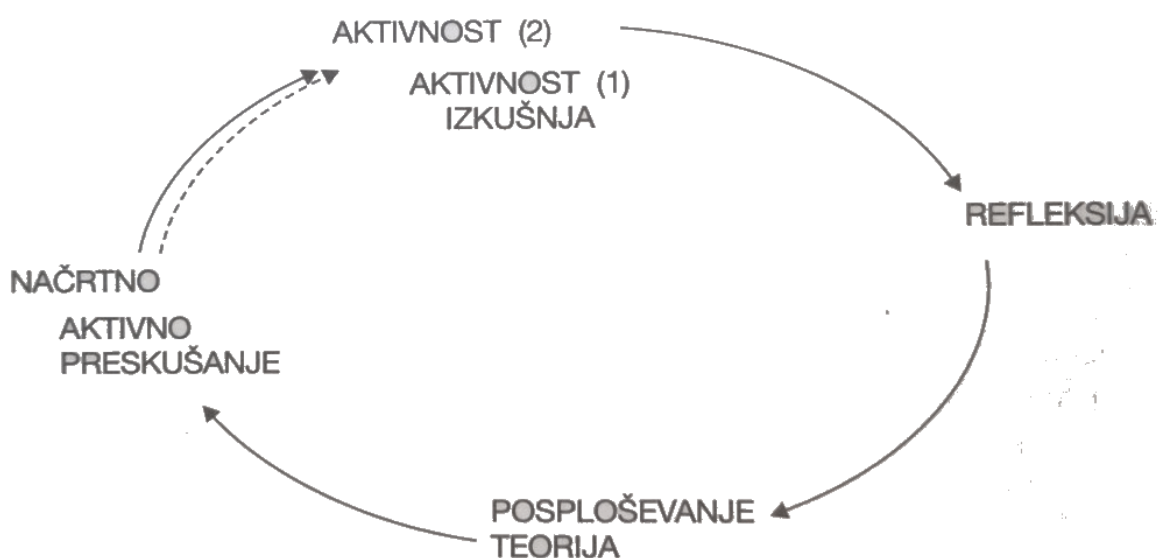 AKTIVNOST (2)
AKTIVNOST (1)
IZKUŠNJA
REFLEKSIJA
NAČRTNO
AKTIVNO
PRESKUŠANJE
POSPLOŠEVANJE
TEORIJA